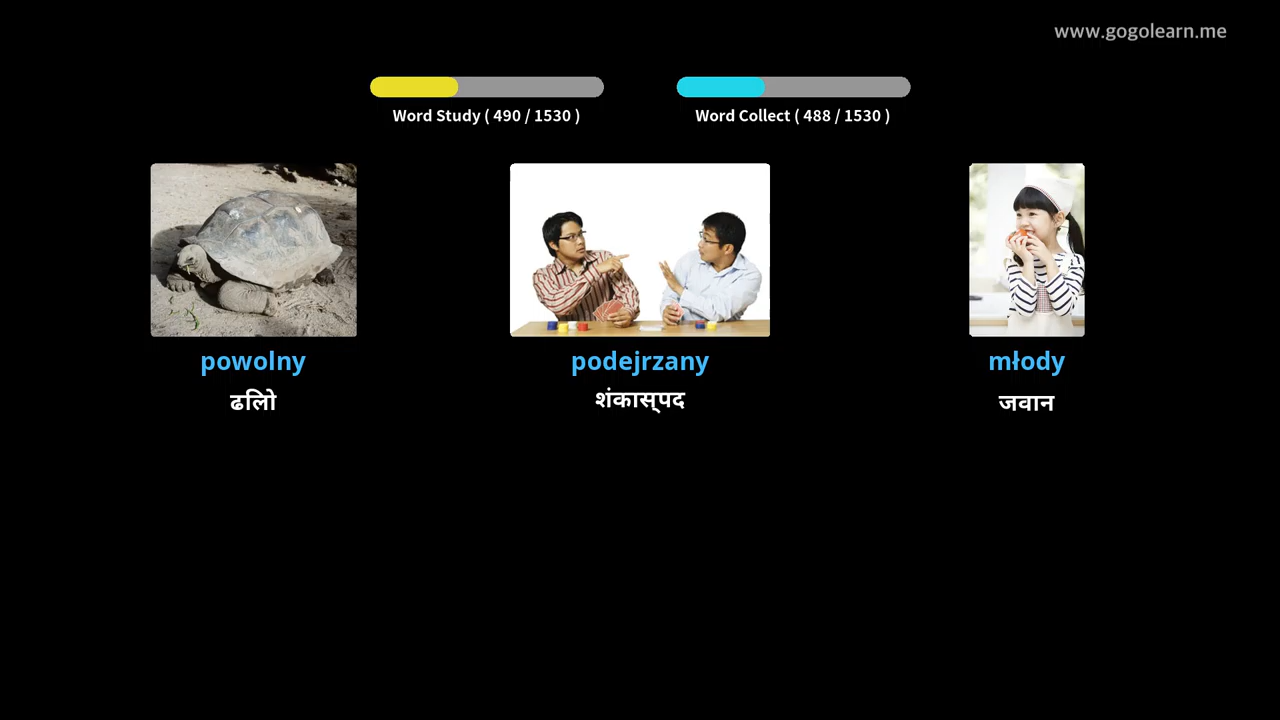 www.gogolearn.me
Word Study ( 490 / 1530 )
Word Collect ( 488 / 1530 )
powolny
podejrzany
młody
ढिलो
शंकास्पद
जवान